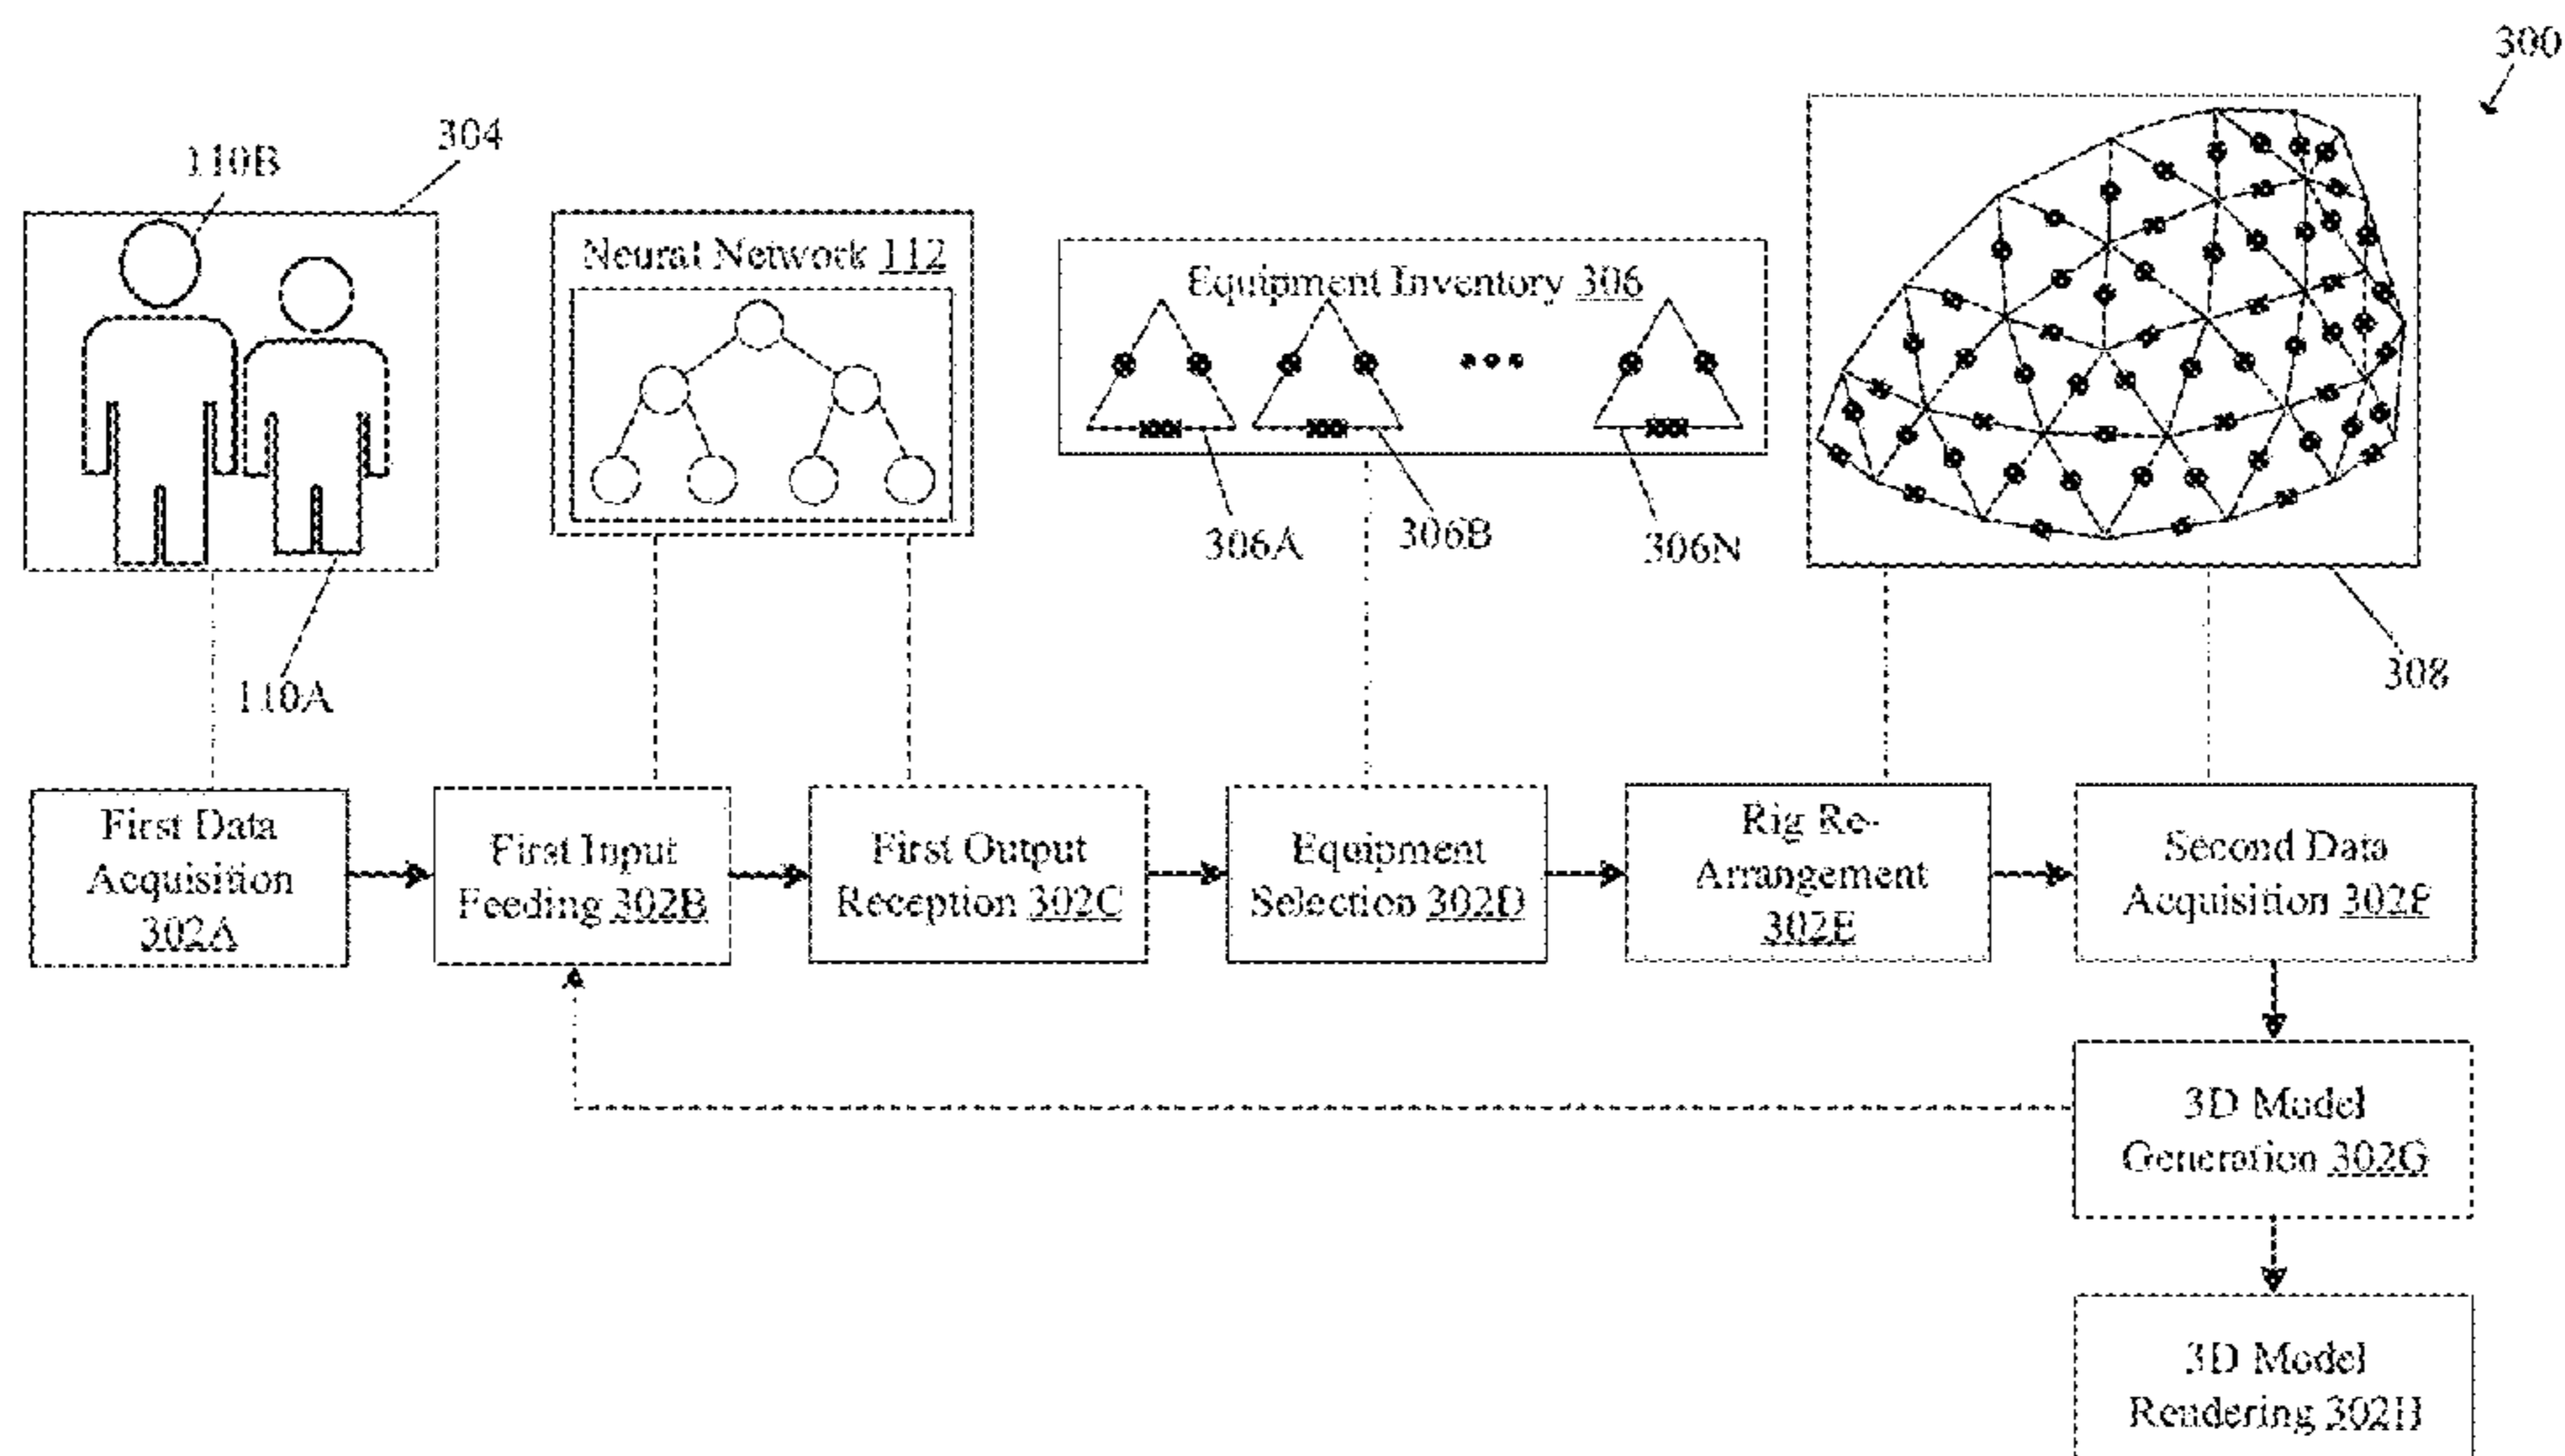 300
304
110B
Neural Network 112
Equipment Inventory 306
306A
306B
306N
308
110A
First Data
Acquisition
302A
First Input
Feeding 302B
First Output
Reception 302C
Equipment
Selection 302D
Rig Re-
Arrangement
302E
Second Data
Acquisition 302F
3D Model
Generation 302G
3D Model
Rendering 302H